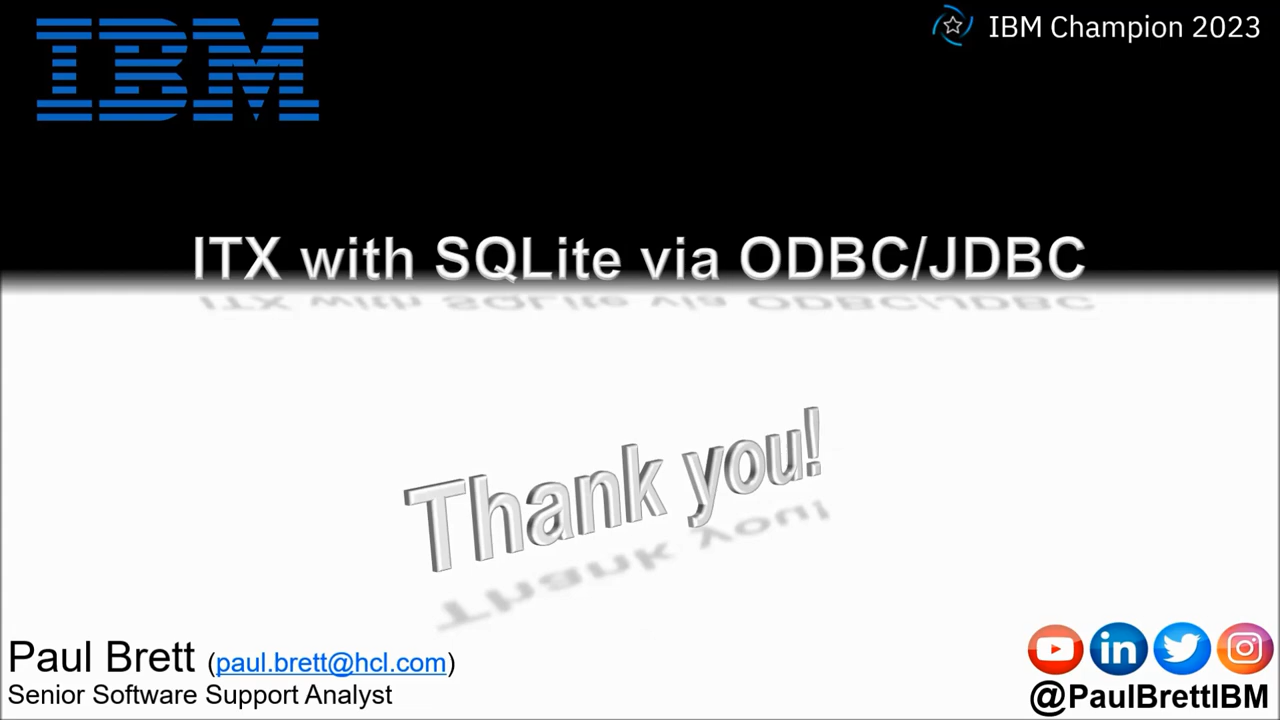 IBM
IBM Champion 2023
ITX with SQLite via ODBC/JDBC
Thank you!
Paul Brett (paul.brett@hcl.com)
Senior Software Support Analyst
in
@PaulBrettIBM